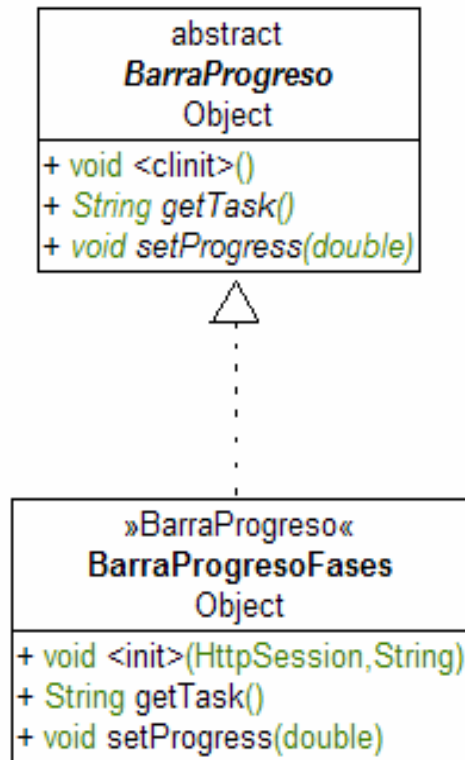 abstract
BarraProgreso
Object
+ void <clinit>()
+ String getTask()
+ void setProgress(double)
»BarraProgreso«
BarraProgresoFases
Object
+ void <init>(HttpSession,String)
+ String getTask()
+ void setProgress(double)